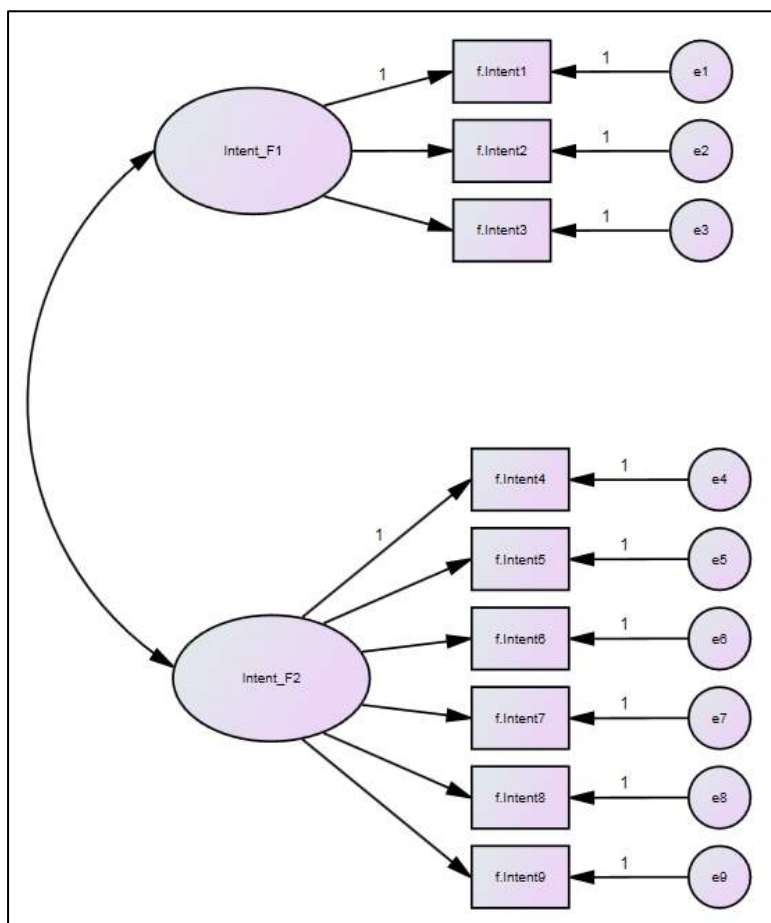 1
f.Intent1
1
e1
Intent_F1
f.Intent2
1
e2
f.Intent3
1
e3
f.Intent4
1
e4
1
f.Intent5
1
e5
f.Intent6
1
e6
Intent_F2
f.Intent7
1
e7
f.Intent8
1
e8
f.Intent9
1
e9